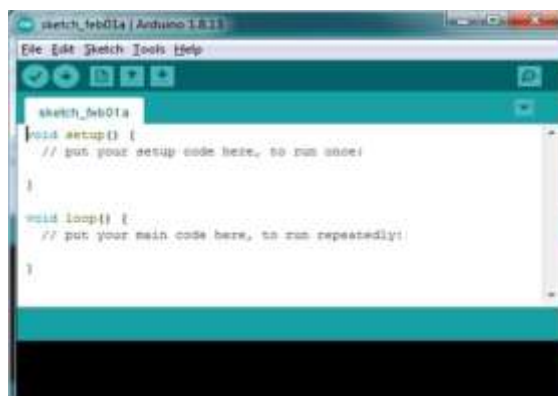 sketch_feb01a | Arduino 1.8.13
File Edit Sketch Tools Help
sketch_feb01a
void setup() {
// put your setup code here, to run once:
}
void loop() {
// put your main code here, to run repeatedly:
}